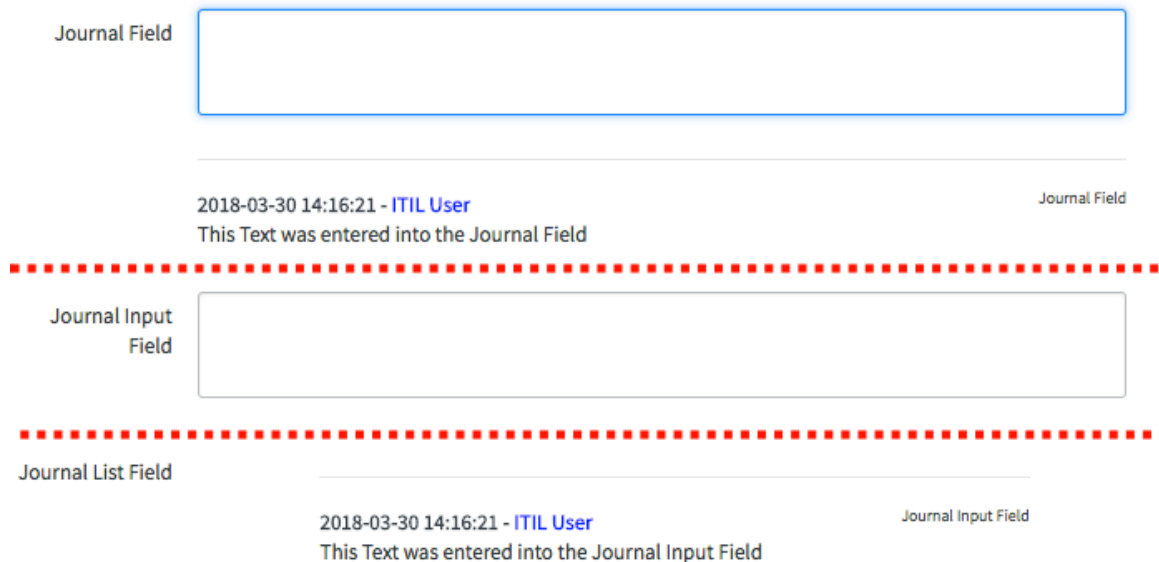 Journal Field
2018-03-30 14:16:21 - ITIL User
Journal Field
This Text was entered into the Journal Field
Journal Input
Field
Journal List Field
2018-03-30 14:16:21 - ITIL User
Journal Input Field
This Text was entered into the Journal Input Field